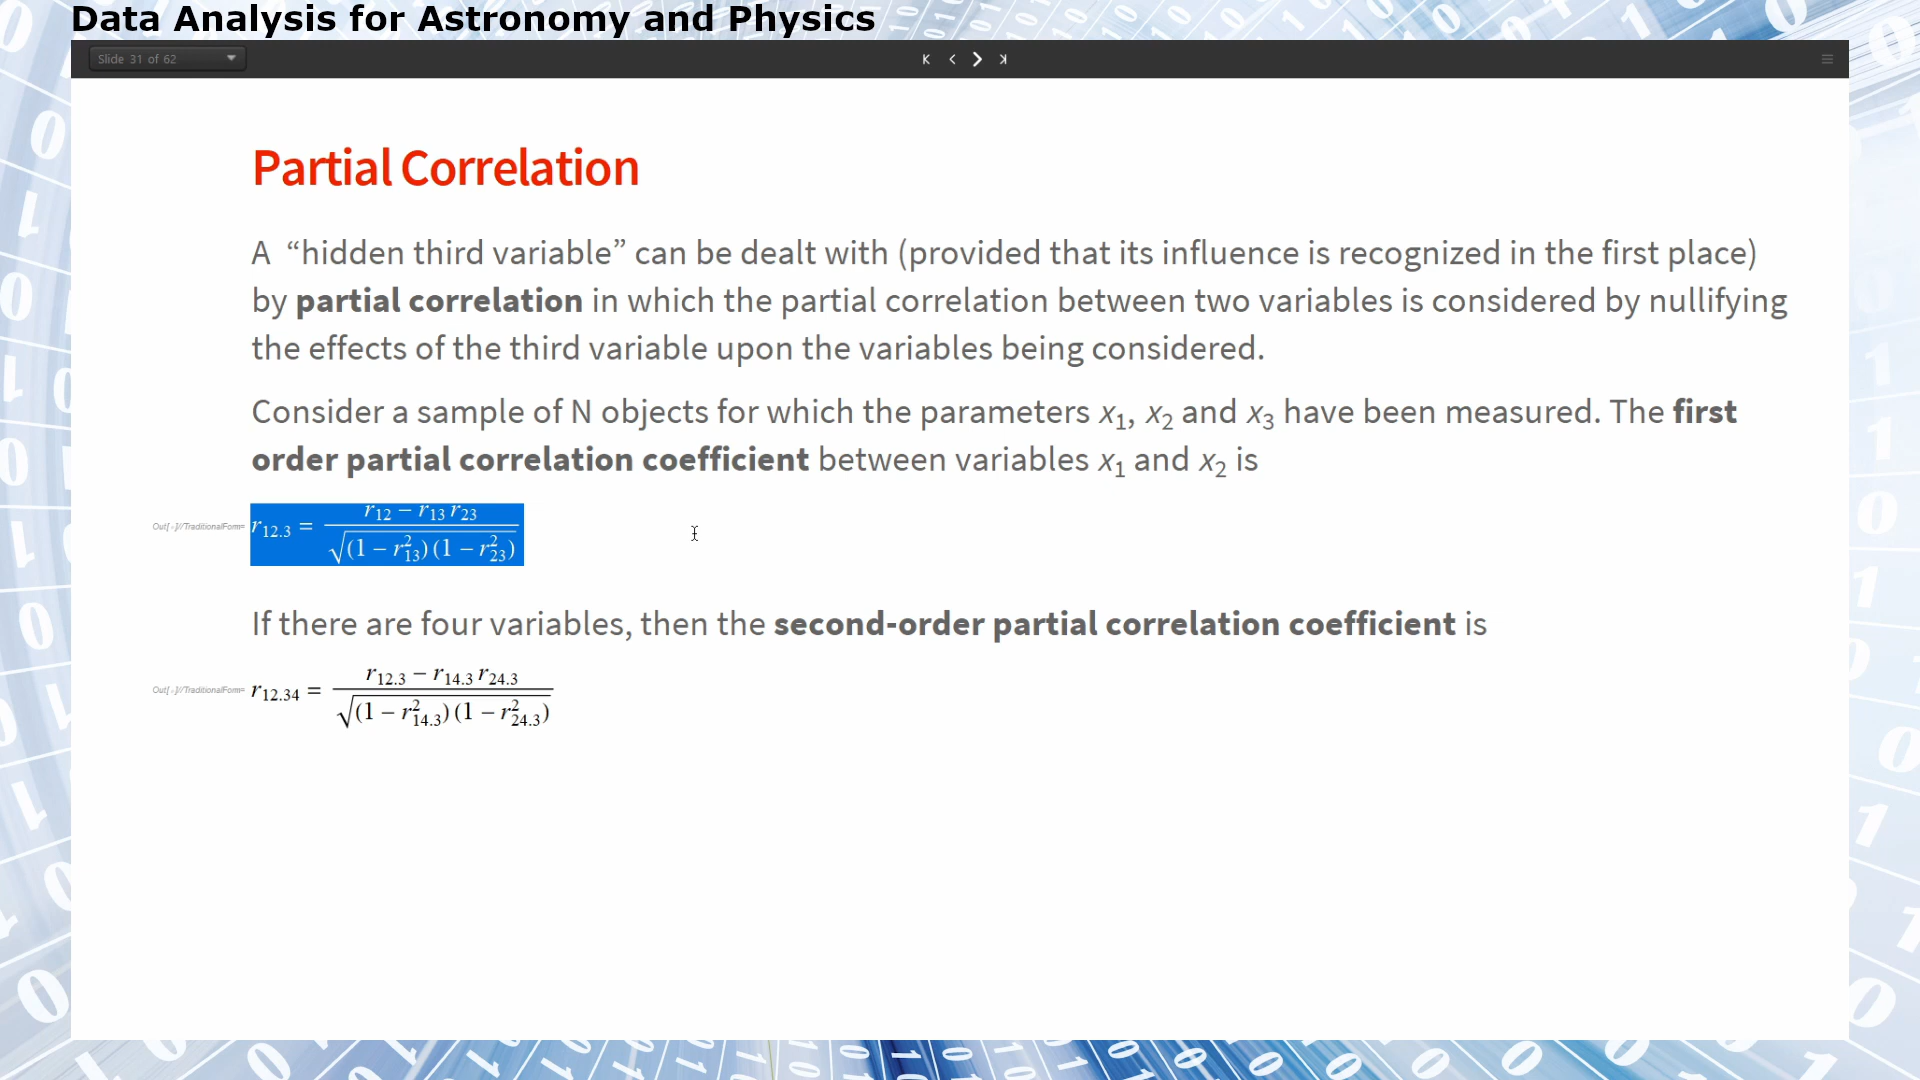 Data Analysis for Astronomy and Physics
Slide 31 of 62
Partial Correlation
A “hidden third variable” can be dealt with (provided that its influence is recognized in the first place)
by partial correlation in which the partial correlation between two variables is considered by nullifying
the effects of the third variable upon the variables being considered.
Consider a sample of N objects for which the parameters x₁, x₂ and x₃ have been measured. The first
order partial correlation coefficient between variables x₁ and x₂ is
Out[-]//TraditionalForm= r₁₂.₃ = (r₁₂ − r₁₃ r₂₃) / √((1 − r₁₃²)(1 − r₂₃²))
If there are four variables, then the second-order partial correlation coefficient is
Out[-]//TraditionalForm= r₁₂.₃₄ = (r₁₂.₃ − r₁₄.₃ r₂₄.₃) / √((1 − r₁₄.₃²)(1 − r₂₄.₃²))